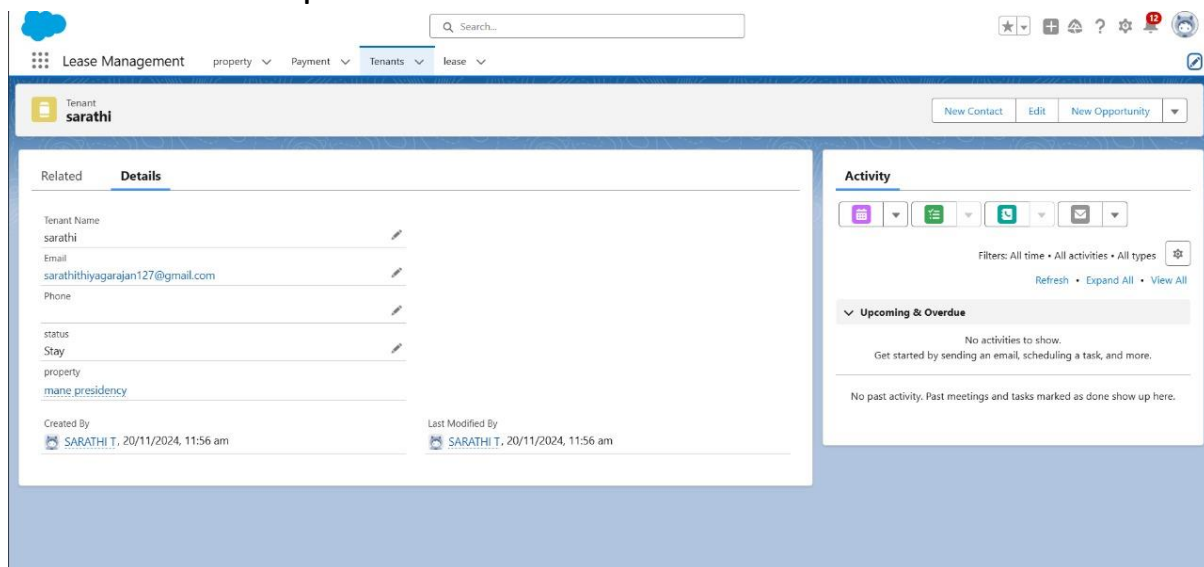 Search...
12
Lease Management property Payment Tenants lease
Tenant
sarathi
New Contact Edit New Opportunity
Related Details
Tenant Name
sarathi
Email
sarathithiyagarajan127@gmail.com
Phone
status
Stay
property
mane presidency
Created By
SARATHI T, 20/11/2024, 11:56 am
Last Modified By
SARATHI T, 20/11/2024, 11:56 am
Activity
Filters: All time • All activities • All types
Refresh • Expand All • View All
Upcoming & Overdue
No activities to show.
Get started by sending an email, scheduling a task, and more.
No past activity. Past meetings and tasks marked as done show up here.